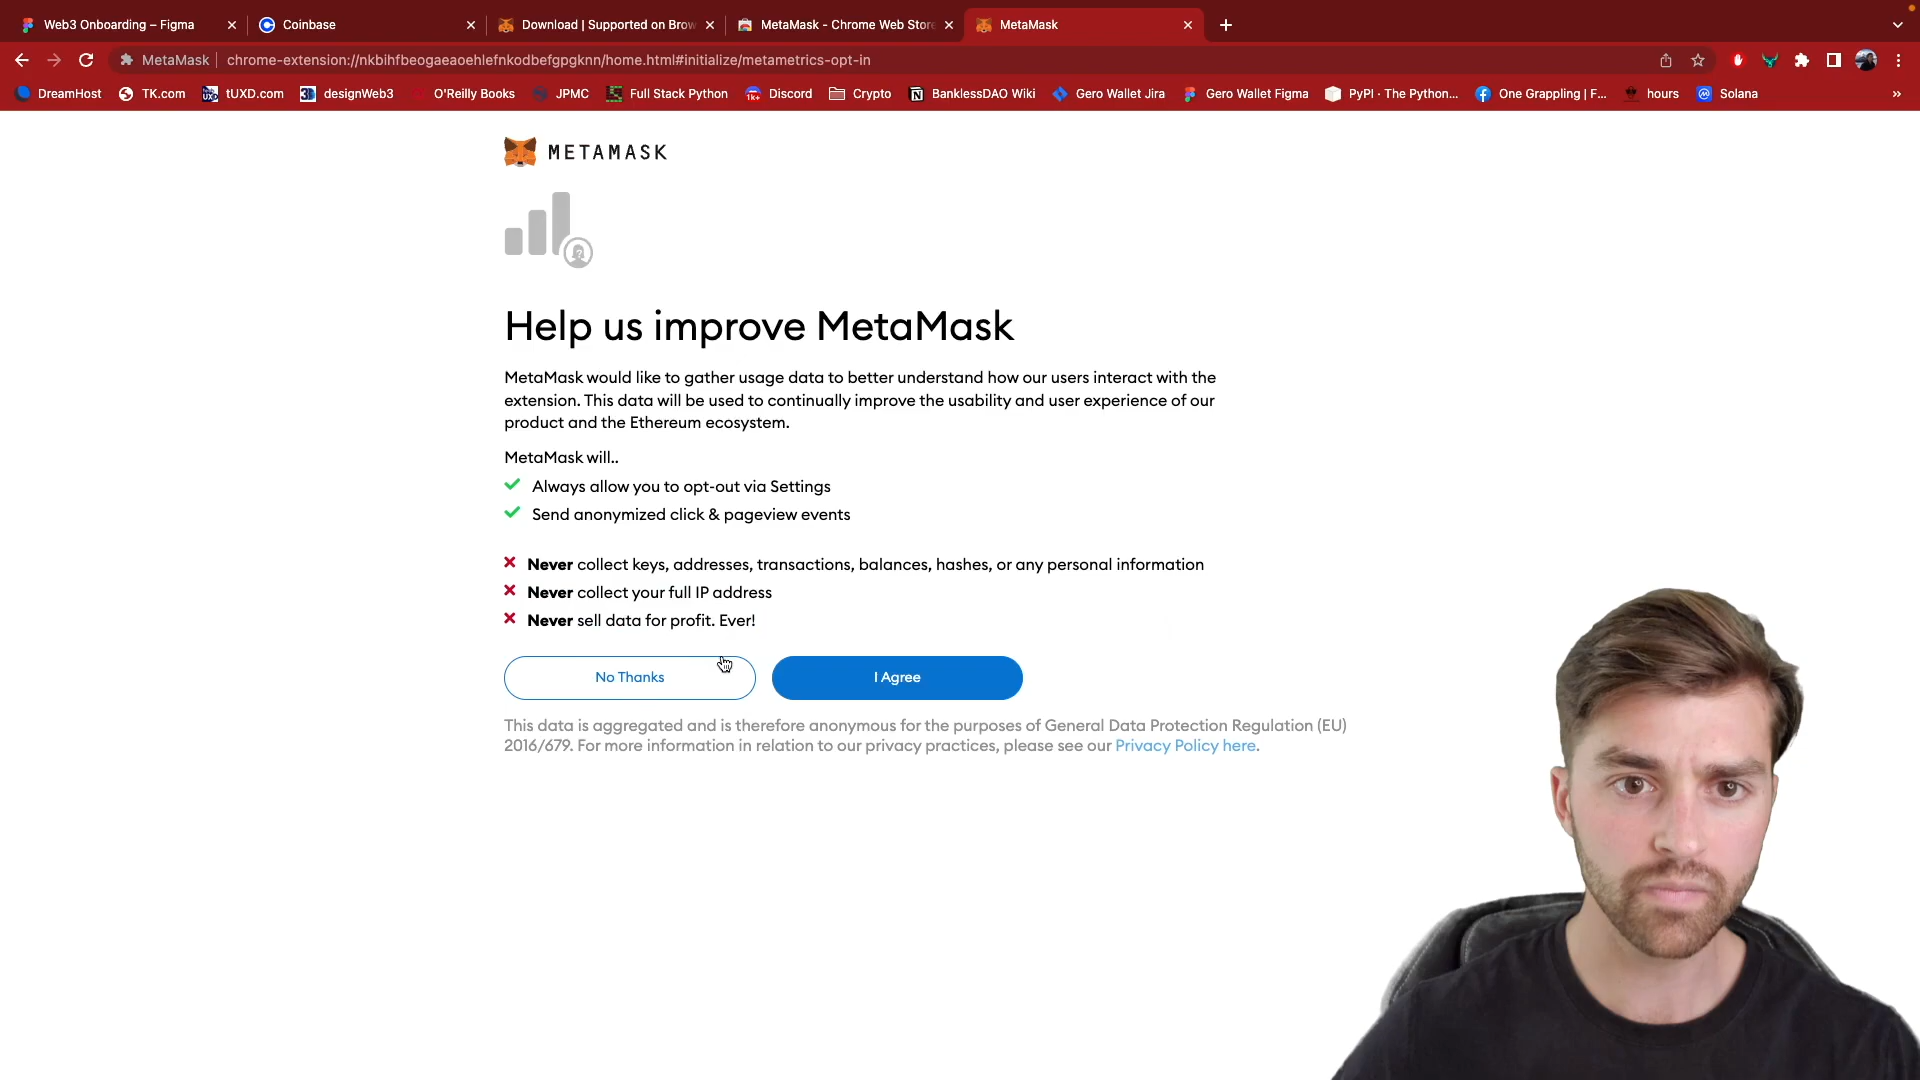 Web3 Onboarding – Figma
Coinbase
Download | Supported on Brow
MetaMask - Chrome Web Store
MetaMask
MetaMask
chrome-extension://nkbihfbeogaeaoehlefnkodbefgpgknn/home.html#initialize/metametrics-opt-in
DreamHost
TK.com
tUXD.com
designWeb3
O'Reilly Books
JPMC
Full Stack Python
Discord
Crypto
BanklessDAO Wiki
Gero Wallet Jira
Gero Wallet Figma
PyPI · The Python...
One Grappling | F...
hours
Solana
METAMASK
Help us improve MetaMask
MetaMask would like to gather usage data to better understand how our users interact with the
extension. This data will be used to continually improve the usability and user experience of our
product and the Ethereum ecosystem.
MetaMask will..
Always allow you to opt-out via Settings
Send anonymized click & pageview events
Never collect keys, addresses, transactions, balances, hashes, or any personal information
Never collect your full IP address
Never sell data for profit. Ever!
No Thanks
I Agree
This data is aggregated and is therefore anonymous for the purposes of General Data Protection Regulation (EU)
2016/679. For more information in relation to our privacy practices, please see our Privacy Policy here.